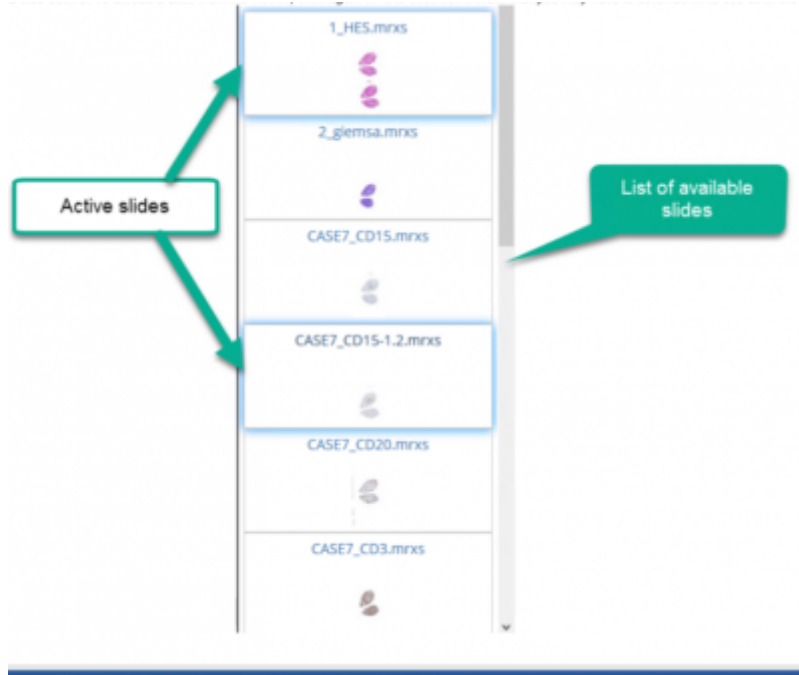 1_HES.mrxs
2_giemsa.mrxs
Active slides
List of available
slides
CASE7_CD15.mrxs
CASE7_CD15-1.2.mrxs
CASE7_CD20.mrxs
CASE7_CD3.mrxs